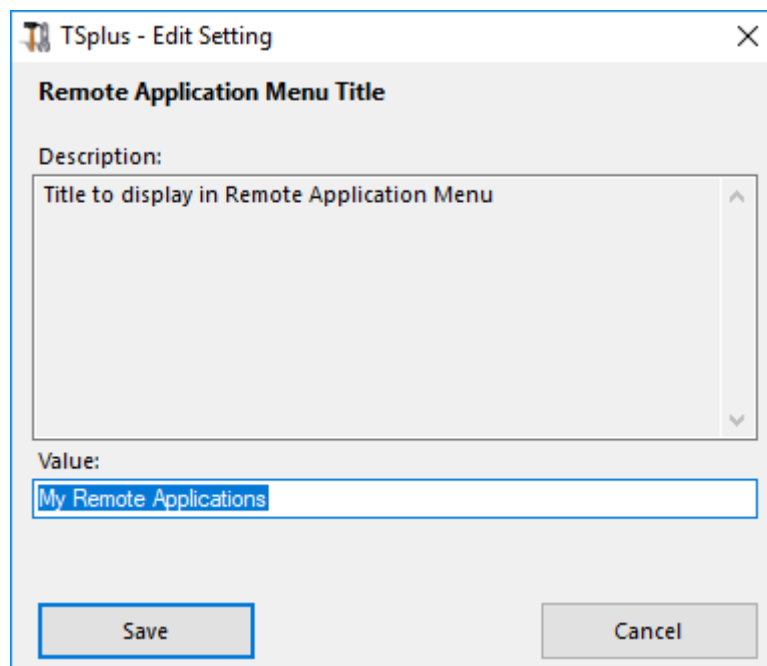 TSplus - Edit Setting
Remote Application Menu Title
Description:
Title to display in Remote Application Menu
Value:
My Remote Applications
Save
Cancel